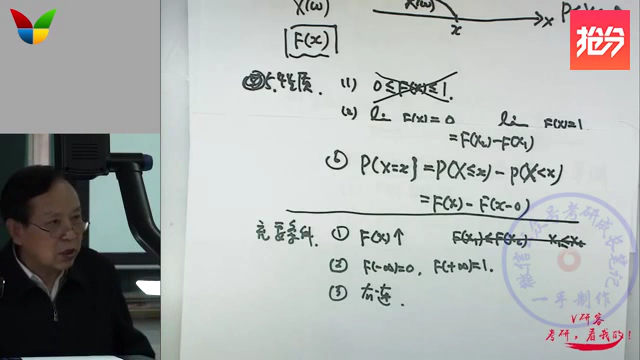 X(ω) X(ω) x x
F(x)
抢分
性质. (1) 0≤F(x)≤1.
(2) lim F(x)=0 lim F(x)=1
=F(x₂)-F(x₁)
P{X=x}=P(X≤x)-P(X<x)
=F(x)-F(x-0)
充要条件. ① F(x)↑ F(x₁)≤F(x₂) x₁≤x₂
② F(-∞)=0, F(+∞)=1.
③ 右连.
一手制作
V研客
考研,看我的!